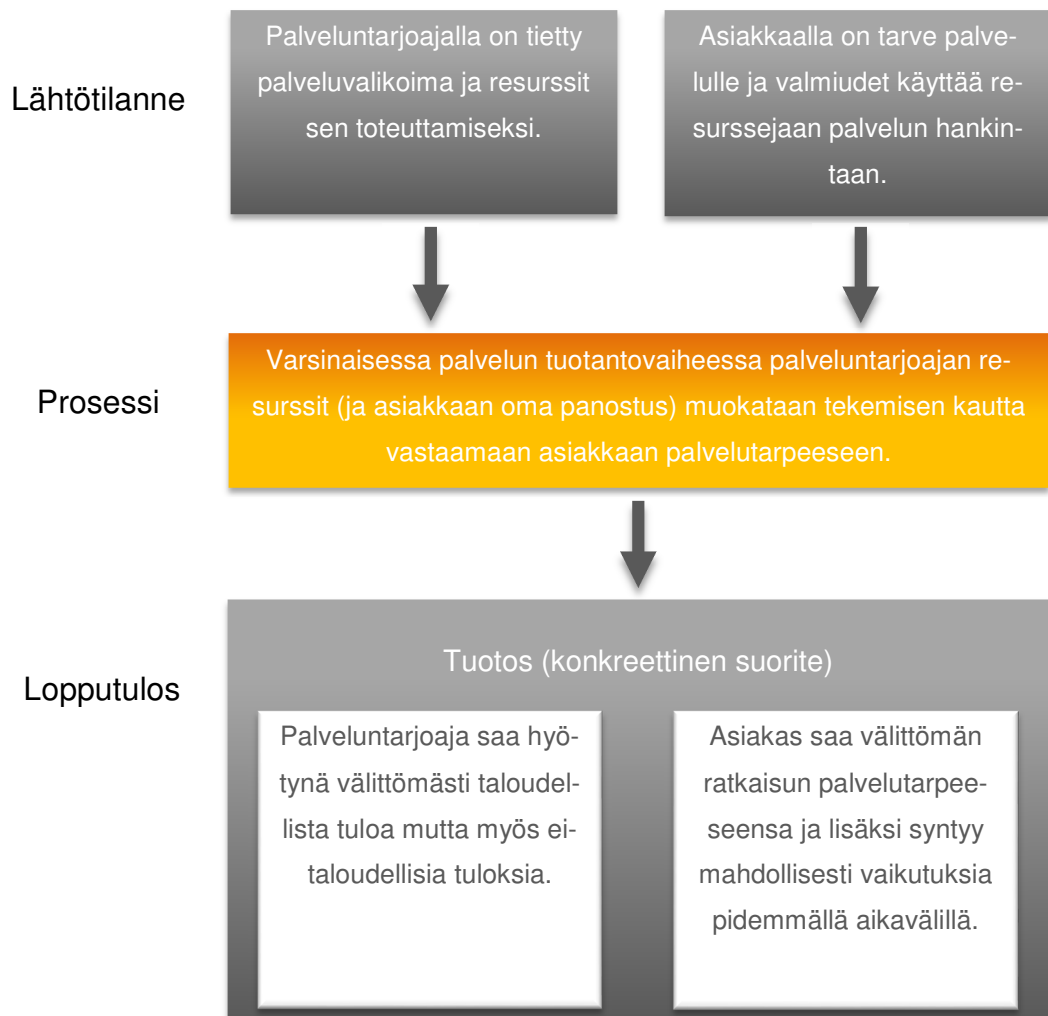 Lähtötilanne
Palveluntarjoajalla on tietty
palveluvalikoima ja resurssit
sen toteuttamiseksi.
Asiakkaalla on tarve palve-
lulle ja valmiudet käyttää re-
surssejaan palvelun hankin-
taan.
Prosessi
Varsinaisessa palvelun tuotantovaiheessa palveluntarjoajan re-
surssit (ja asiakkaan oma panostus) muokataan tekemisen kautta
vastaamaan asiakkaan palvelutarpeeseen.
Lopputulos
Tuotos (konkreettinen suorite)
Palveluntarjoaja saa hyö-
tynä välittömästi taloudel-
lista tuloa mutta myös ei-
taloudellisia tuloksia.
Asiakas saa välittömän
ratkaisun palvelutarpee-
seensa ja lisäksi syntyy
mahdollisesti vaikutuksia
pidemmällä aikavälillä.